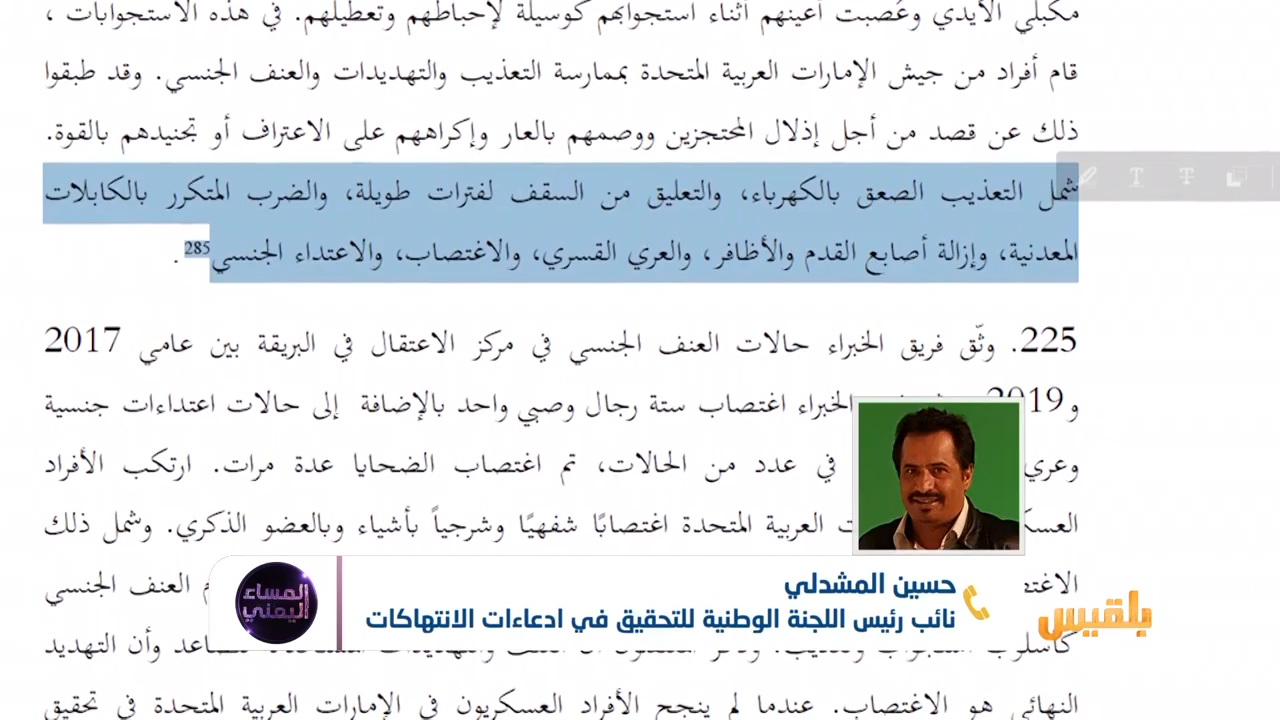 مكبلي الأيدي وعُصبت أعينهم أثناء استجوابهم كوسيلة لإحباطهم وتعطيلهم. في هذه الاستجوابات ،
قام أفراد من جيش الإمارات العربية المتحدة بممارسة التعذيب والتهديدات والعنف الجنسي. وقد طبقوا
ذلك عن قصد من أجل إذلال المحتجزين ووصمهم بالعار وإكراههم على الاعتراف أو تجنيدهم بالقوة.
شمل التعذيب الصعق بالكهرباء، والتعليق من السقف لفترات طويلة، والضرب المتكرر بالكابلات
المعدنية، وإزالة أصابع القدم والأظافر، والعري القسري، والاغتصاب، والاعتداء الجنسي285 .
225. وثّق فريق الخبراء حالات العنف الجنسي في مركز الاعتقال في البريقة بين عامي 2017
و2019 الخبراء اغتصاب ستة رجال وصبي واحد بالإضافة إلى حالات اعتداءات جنسية
وعري في عدد من الحالات، تم اغتصاب الضحايا عدة مرات. ارتكب الأفراد
العربية المتحدة اغتصابًا شفهيًا وشرجياً بأشياء وبالعضو الذكري. وشمل ذلك
العنف الجنسي
وأن التهديد
النهائي هو الاغتصاب. عندما لم ينجح الأفراد العسكريون في الإمارات العربية المتحدة في تحقيق
حسين المشدلي
نائب رئيس اللجنة الوطنية للتحقيق في ادعاءات الانتهاكات
المساء
اليمني
بلقيس